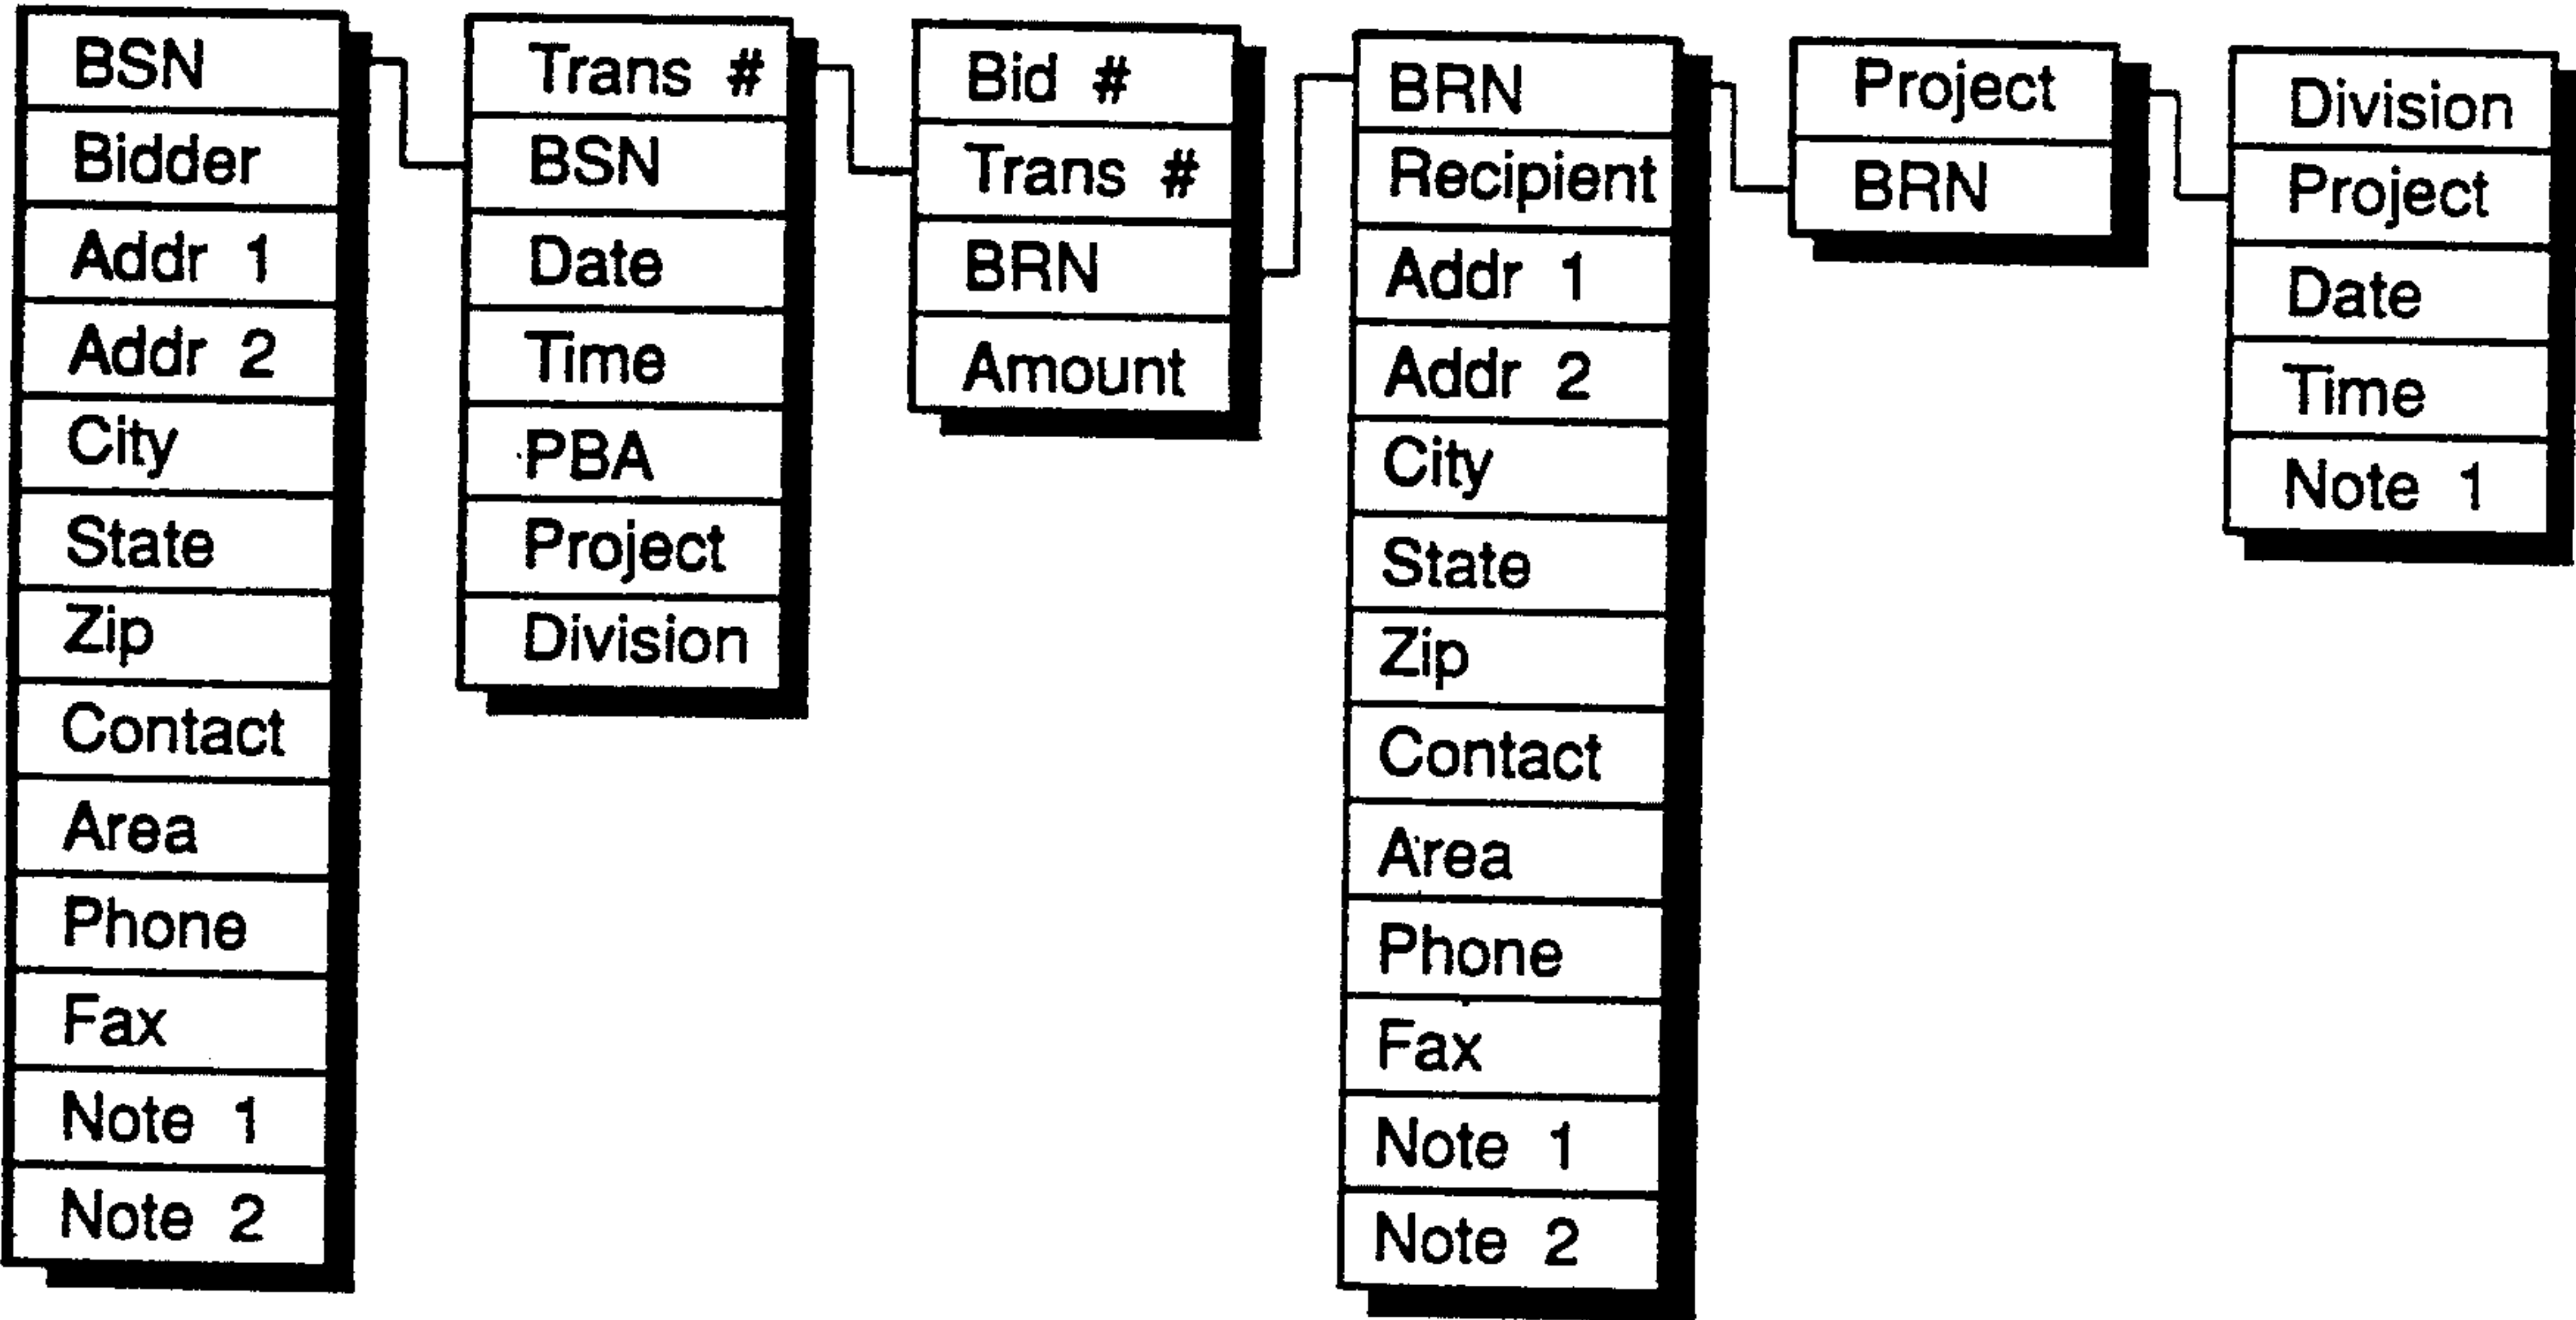 BSN
Bidder
Addr 1
Addr 2
City
State
Zip
Contact
Area
Phone
Fax
Note 1
Note 2
Trans #
BSN
Date
Time
PBA
Project
Division
Bid #
Trans #
BRN
Amount
BRN
Recipient
Addr 1
Addr 2
City
State
Zip
Contact
Area
Phone
Fax
Note 1
Note 2
Project
BRN
Division
Project
Date
Time
Note 1